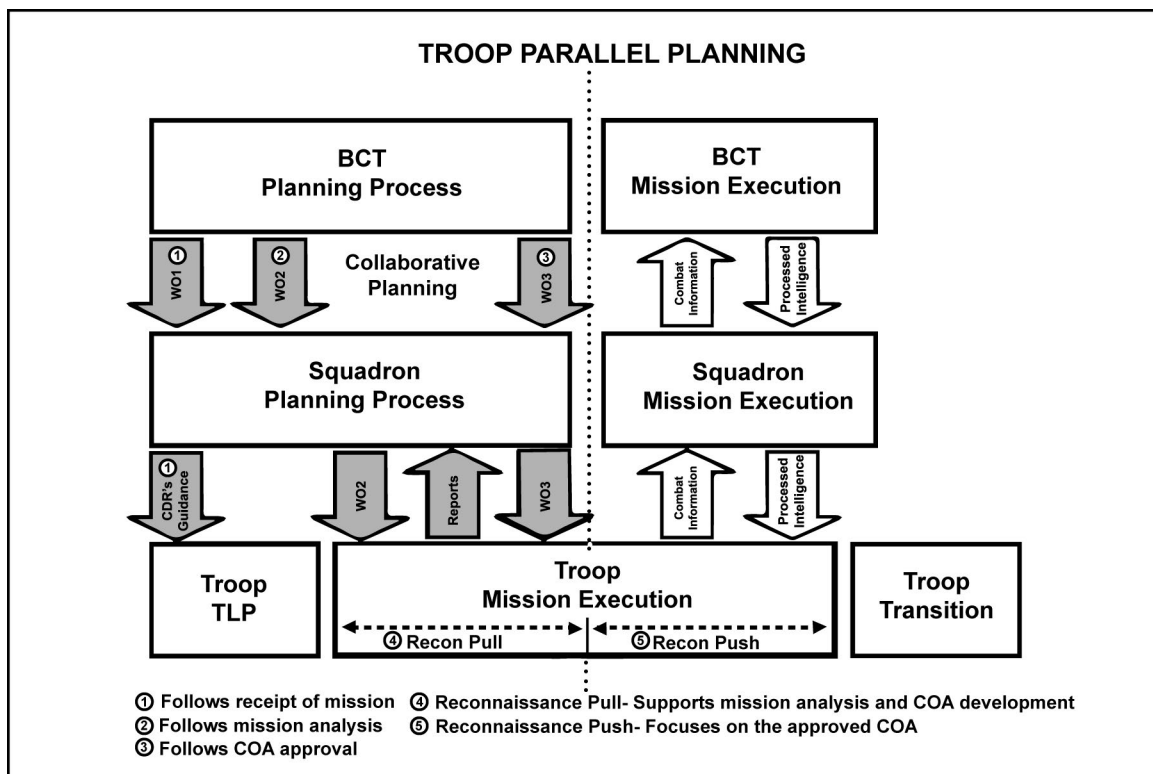 TROOP PARALLEL PLANNING
BCT
Planning Process
BCT
Mission Execution
① WO1
② WO2
Collaborative
Planning
③ WO3
Combat
Information
Processed
Intelligence
Squadron
Planning Process
Squadron
Mission Execution
① CDR's
Guidance
WO2
Reports
WO3
Combat
Information
Processed
Intelligence
Troop
TLP
Troop
Mission Execution
④ Recon Pull
⑤ Recon Push
Troop
Transition
① Follows receipt of mission
② Follows mission analysis
③ Follows COA approval
④ Reconnaissance Pull- Supports mission analysis and COA development
⑤ Reconnaissance Push- Focuses on the approved COA